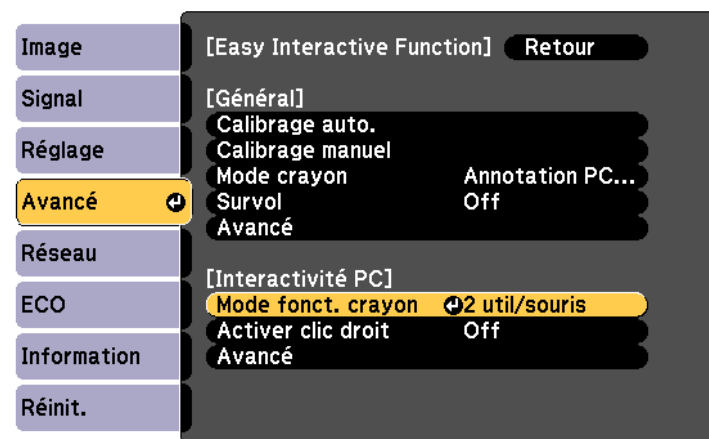 Image
Signal
Réglage
Avancé
Réseau
ECO
Information
Réinit.
[Easy Interactive Function] Retour
[Général]
Calibrage auto.
Calibrage manuel
Mode crayon Annotation PC...
Survol Off
Avancé
[Interactivité PC]
Mode fonct. crayon 2 util/souris
Activer clic droit Off
Avancé